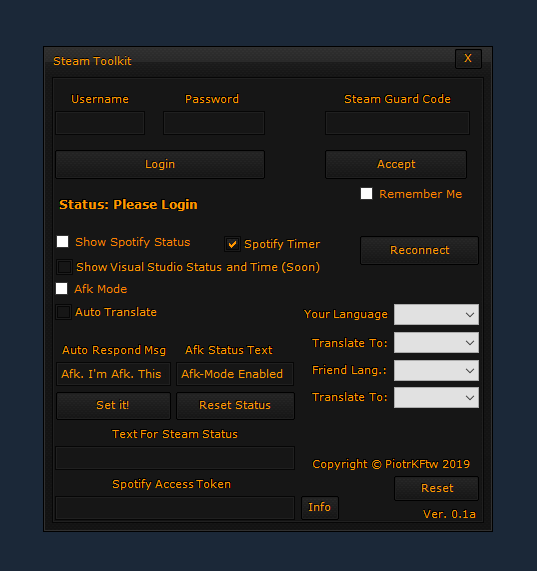 Steam Toolkit
X
Username
Password
Steam Guard Code
Login
Accept
Remember Me
Status: Please Login
Show Spotify Status
Spotify Timer
Reconnect
Show Visual Studio Status and Time (Soon)
Afk Mode
Auto Translate
Your Language
Translate To:
Auto Respond Msg
Afk Status Text
Friend Lang.:
Afk. I'm Afk. This
Afk-Mode Enabled
Translate To:
Set it!
Reset Status
Text For Steam Status
Copyright © PiotrKFtw 2019
Spotify Access Token
Reset
Info
Ver. 0.1a